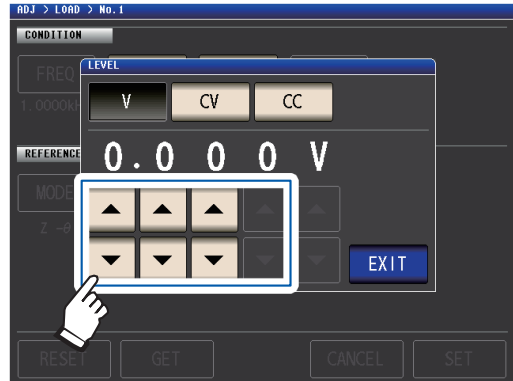 ADJ > LOAD > No.1
CONDITION
FREQ
1.0000k
LEVEL
V CV CC
0.000 V
REFERENCE
MODE
Z -θ
EXIT
RESET GET CANCEL SET